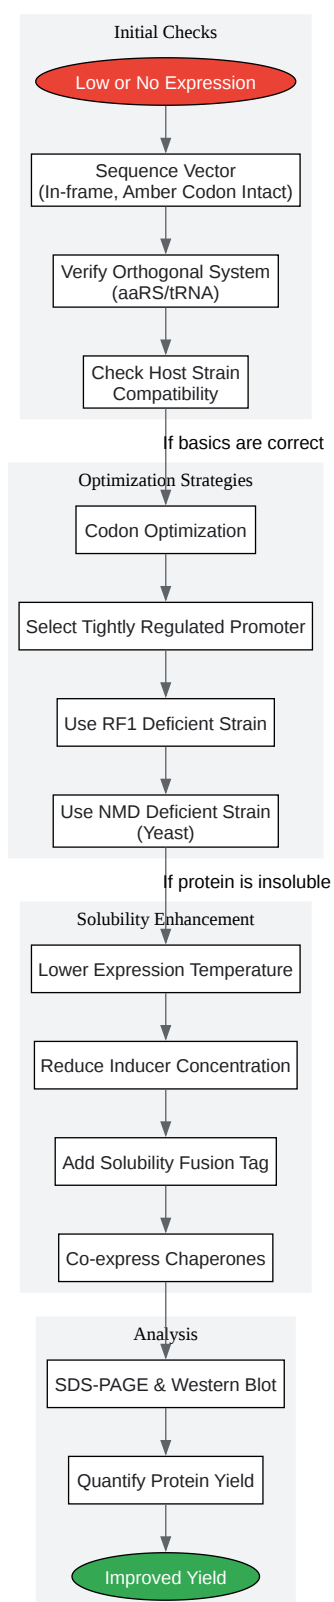 Initial Checks
Low or No Expression
Sequence Vector
(In-frame, Amber Codon Intact)
Verify Orthogonal System
(aaRS/tRNA)
Check Host Strain
Compatibility
If basics are correct
Optimization Strategies
Codon Optimization
Select Tightly Regulated Promoter
Use RF1 Deficient Strain
Use NMD Deficient Strain
(Yeast)
If protein is insoluble
Solubility Enhancement
Lower Expression Temperature
Reduce Inducer Concentration
Add Solubility Fusion Tag
Co-express Chaperones
Analysis
SDS-PAGE & Western Blot
Quantify Protein Yield
Improved Yield